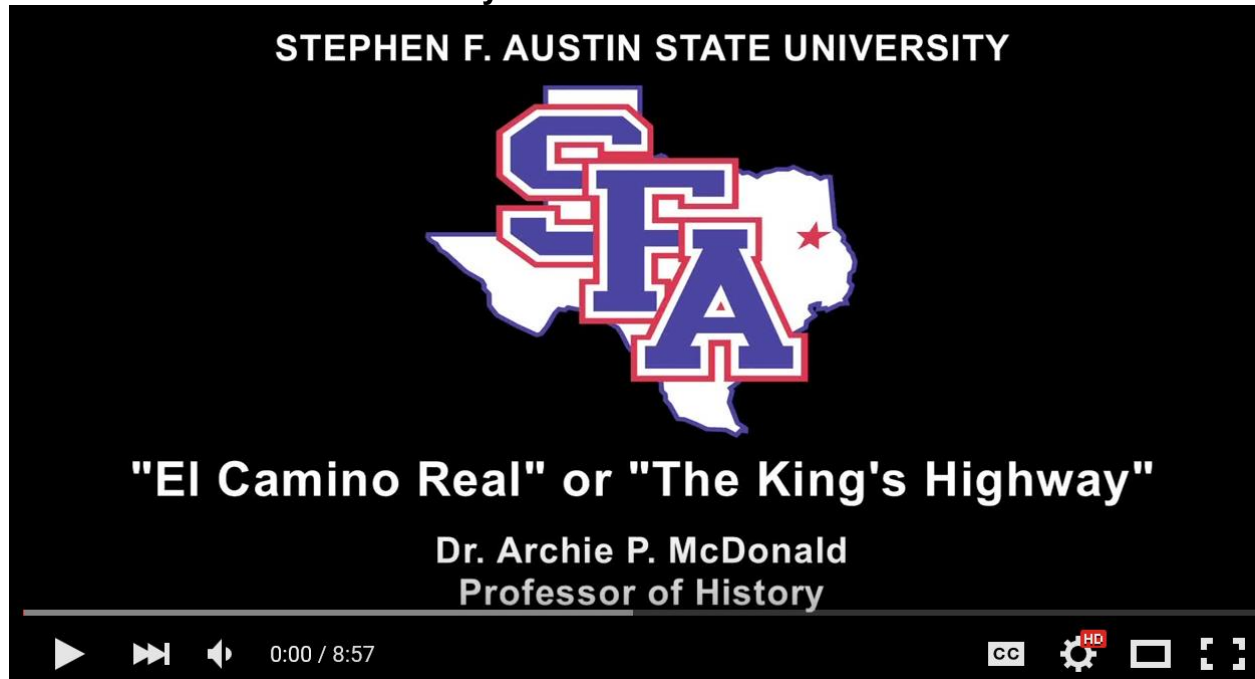 STEPHEN F. AUSTIN STATE UNIVERSITY
SFA
"El Camino Real" or "The King's Highway"
Dr. Archie P. McDonald
Professor of History
0:00 / 8:57
CC
HD